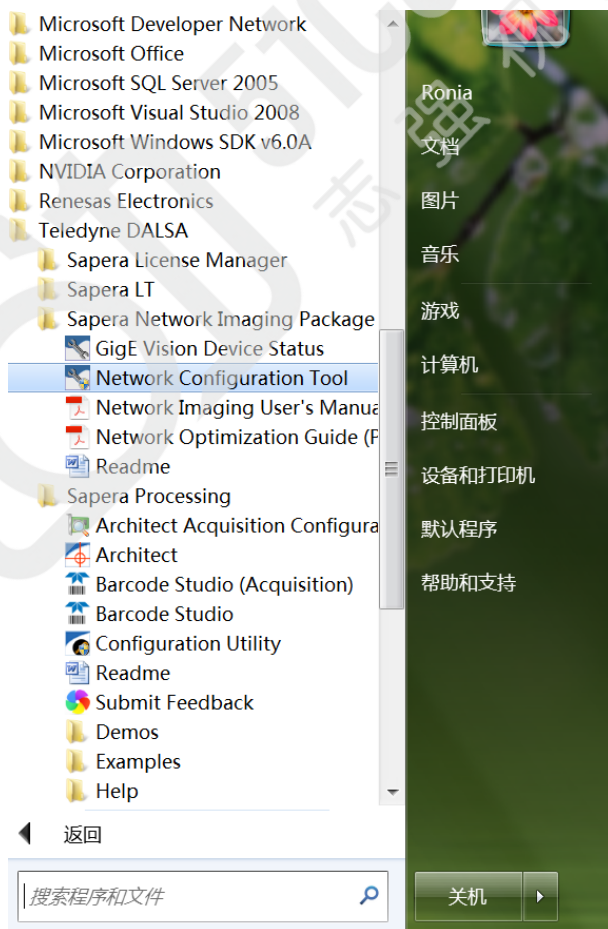 Microsoft Developer Network
Microsoft Office
Microsoft SQL Server 2005
Microsoft Visual Studio 2008
Microsoft Windows SDK v6.0A
NVIDIA Corporation
Renesas Electronics
Teledyne DALSA
Sapera License Manager
Sapera LT
Sapera Network Imaging Package
GigE Vision Device Status
Network Configuration Tool
Network Imaging User's Manua
Network Optimization Guide (F
Readme
Sapera Processing
Architect Acquisition Configura
Architect
Barcode Studio (Acquisition)
Barcode Studio
Configuration Utility
Readme
Submit Feedback
Demos
Examples
Help
返回
搜索程序和文件
Ronia
文档
图片
音乐
游戏
计算机
控制面板
设备和打印机
默认程序
帮助和支持
关机
志强视